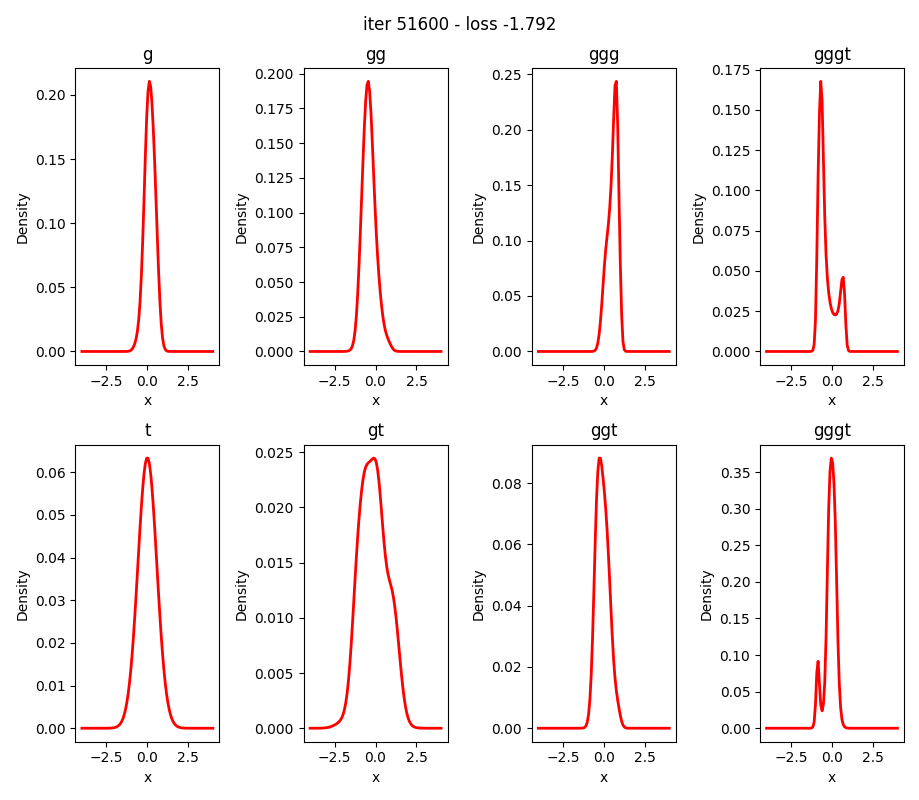 iter 51600 - loss -1.792
g
gg
ggg
gggt
0.20
0.15
0.10
0.05
0.00
Density
−2.5 0.0 2.5
x
0.200
0.175
0.150
0.125
0.100
0.075
0.050
0.025
0.000
Density
−2.5 0.0 2.5
x
0.25
0.20
0.15
0.10
0.05
0.00
Density
−2.5 0.0 2.5
x
0.175
0.150
0.125
0.100
0.075
0.050
0.025
0.000
Density
−2.5 0.0 2.5
x
t
gt
ggt
gggt
0.06
0.05
0.04
0.03
0.02
0.01
0.00
Density
−2.5 0.0 2.5
x
0.025
0.020
0.015
0.010
0.005
0.000
Density
−2.5 0.0 2.5
x
0.08
0.06
0.04
0.02
0.00
Density
−2.5 0.0 2.5
x
0.35
0.30
0.25
0.20
0.15
0.10
0.05
0.00
Density
−2.5 0.0 2.5
x